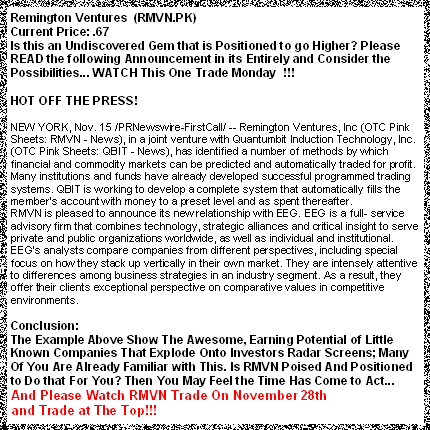 Remington Ventures (RMVN.PK)
Current Price: .67
Is this an Undiscovered Gem that is Positioned to go Higher? Please
READ the following Announcement in its Entirely and Consider the
Possibilities... WATCH This One Trade Monday !!!
HOT OFF THE PRESS!
NEW YORK, Nov. 15 /PRNewswire-FirstCall/ -- Remington Ventures, Inc (OTC Pink
Sheets: RMVN - News), in a joint venture with Quantumbit Induction Technology, Inc.
(OTC Pink Sheets: QBIT - News), has identified a number of methods by which
financial and commodity markets can be predicted and automatically traded for profit.
Many institutions and funds have already developed successful programmed trading
systems. QBIT is working to develop a complete system that automatically fills the
member's account with money to a preset level and as spent thereafter.
RMVN is pleased to announce its new relationship with EEG. EEG is a full- service
advisory firm that combines technology, strategic alliances and critical insight to serve
private and public organizations worldwide, as well as individual and institutional.
EEG's analysts compare companies from different perspectives, including special
focus on how they stack up vertically in their own market. They are intensely attentive
to differences among business strategies in an industry segment. As a result, they
offer their clients exceptional perspective on comparative values in competitive
environments.
Conclusion:
The Example Above Show The Awesome, Earning Potential of Little
Known Companies That Explode Onto Investors Radar Screens; Many
Of You Are Already Familiar with This. Is RMVN Poised And Positioned
to Do that For You? Then You May Feel the Time Has Come to Act...
And Please Watch RMVN Trade On November 28th
and Trade at The Top!!!